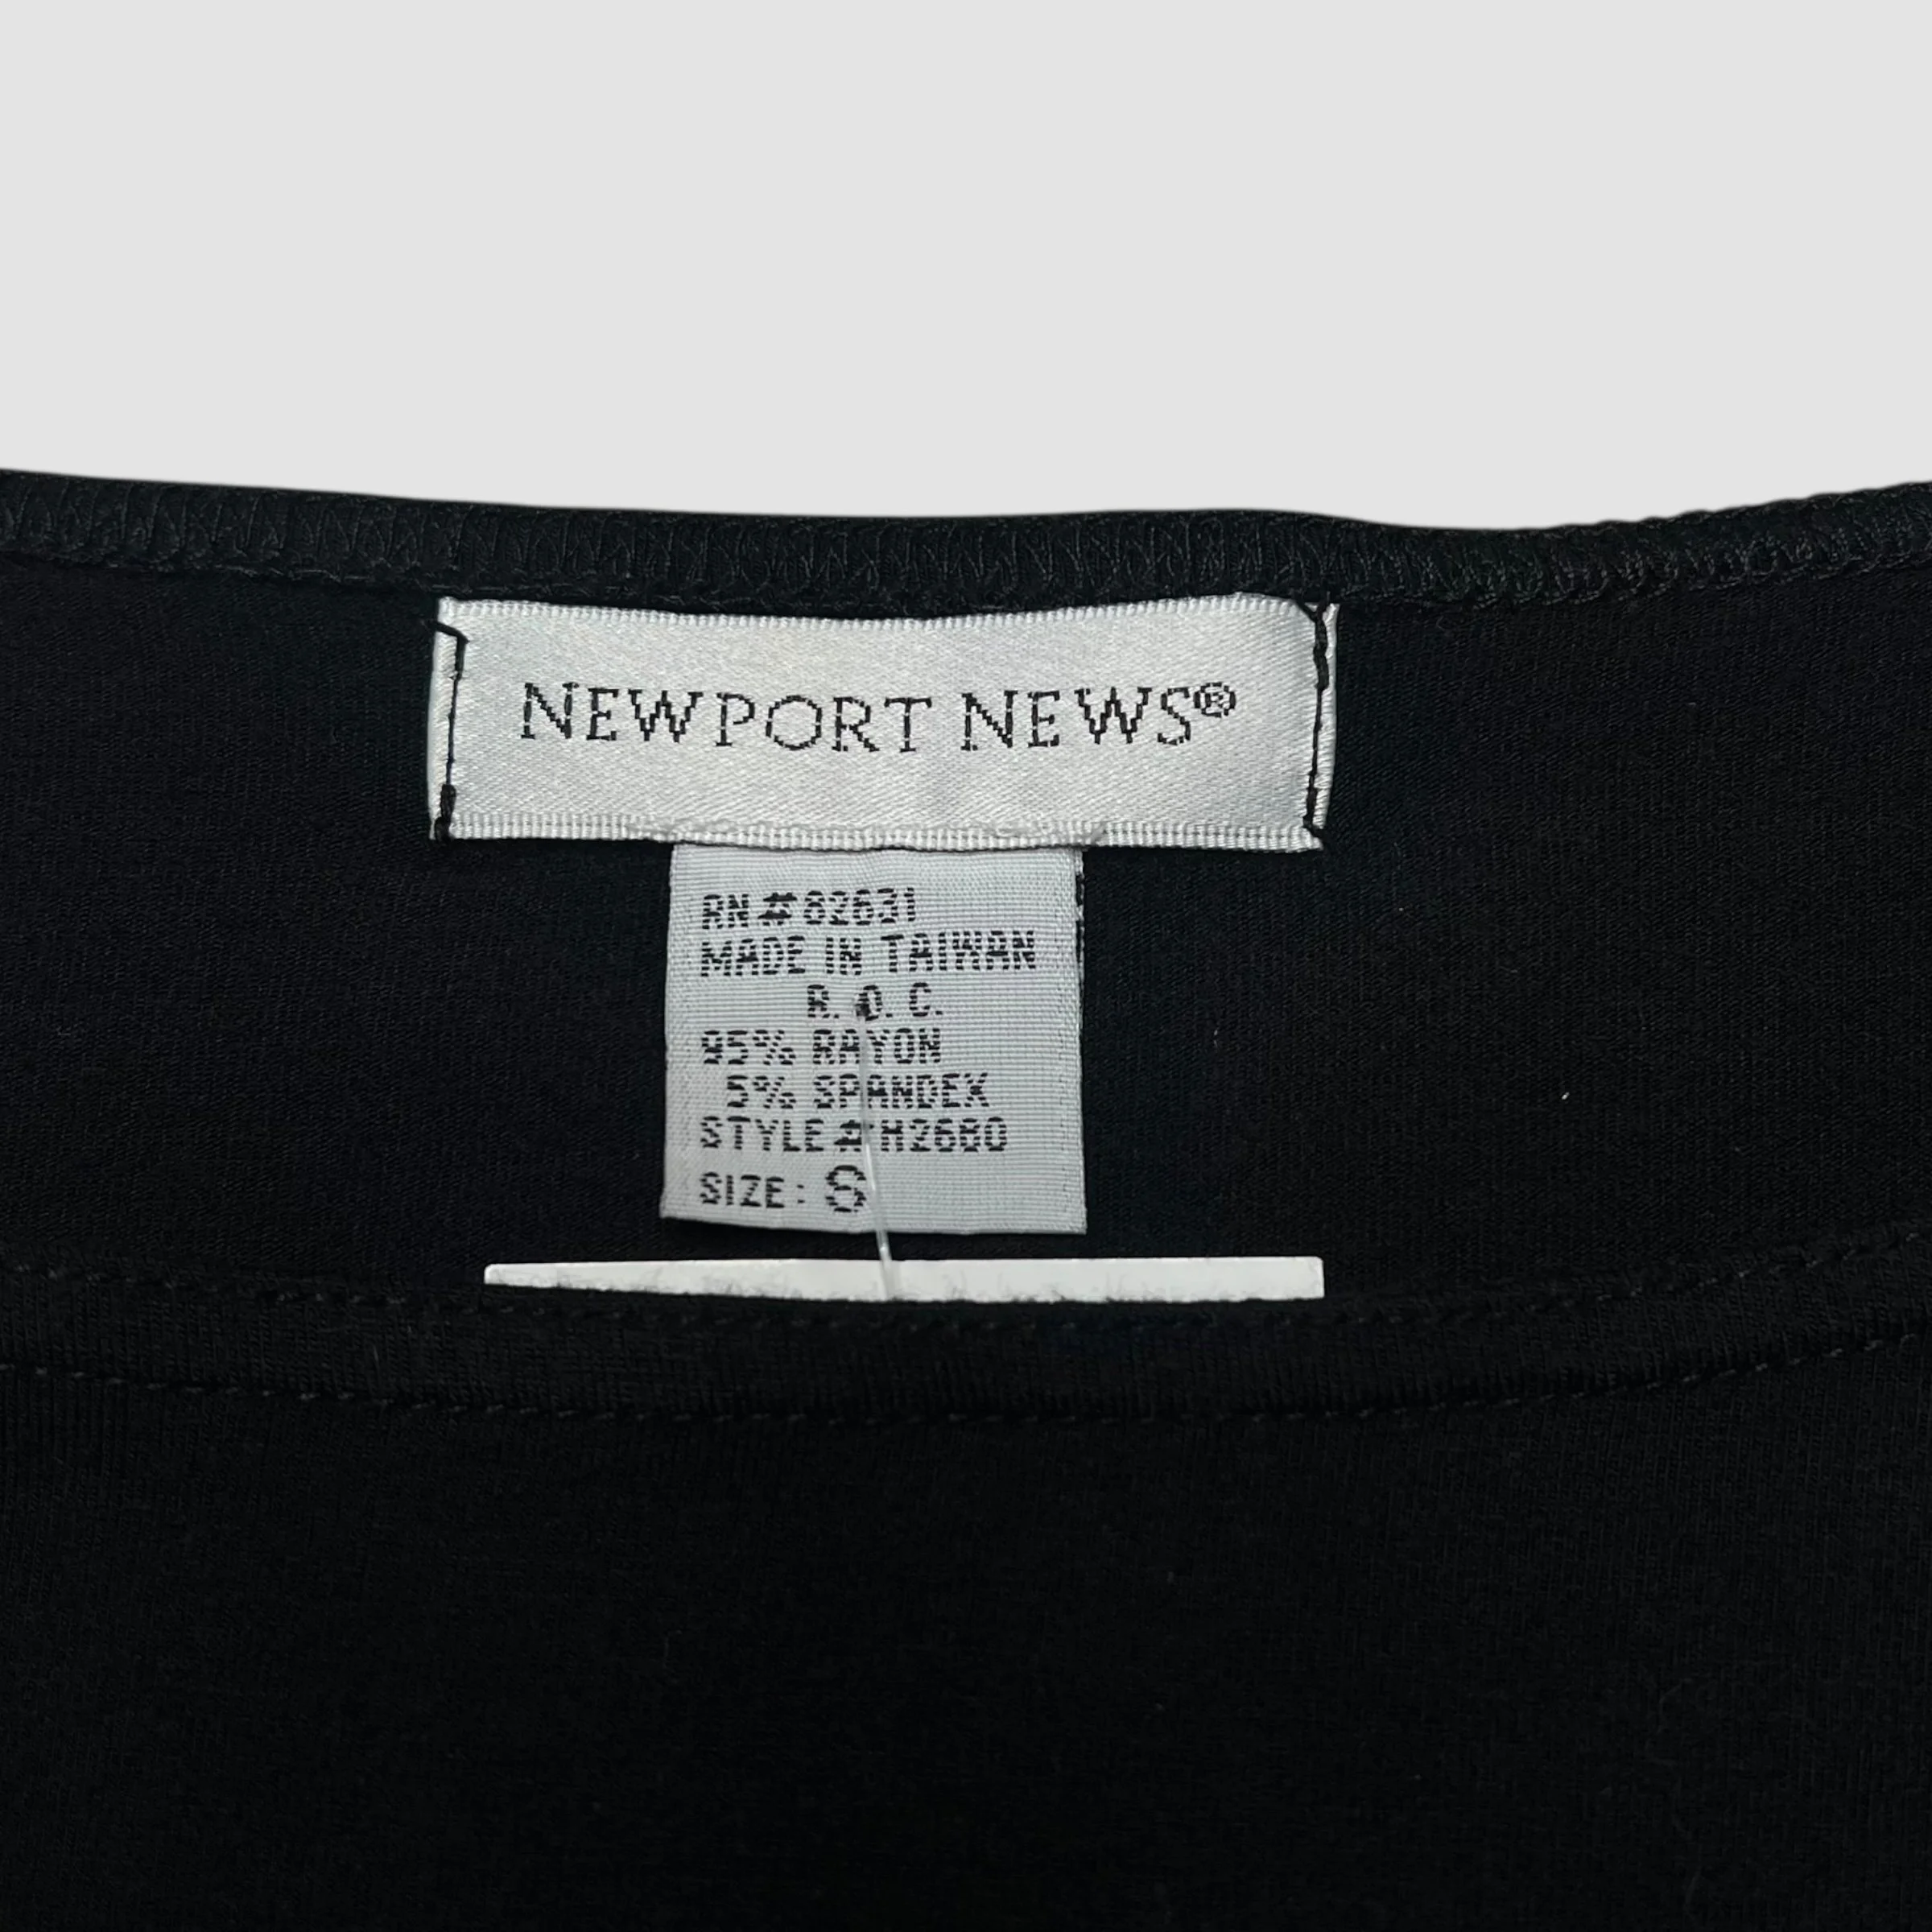 NEWPORT NEWS®
RN#82631
MADE IN TAIWAN
R.O.C.
95% RAYON
5% SPANDEX
STYLE#H2680
SIZE: S